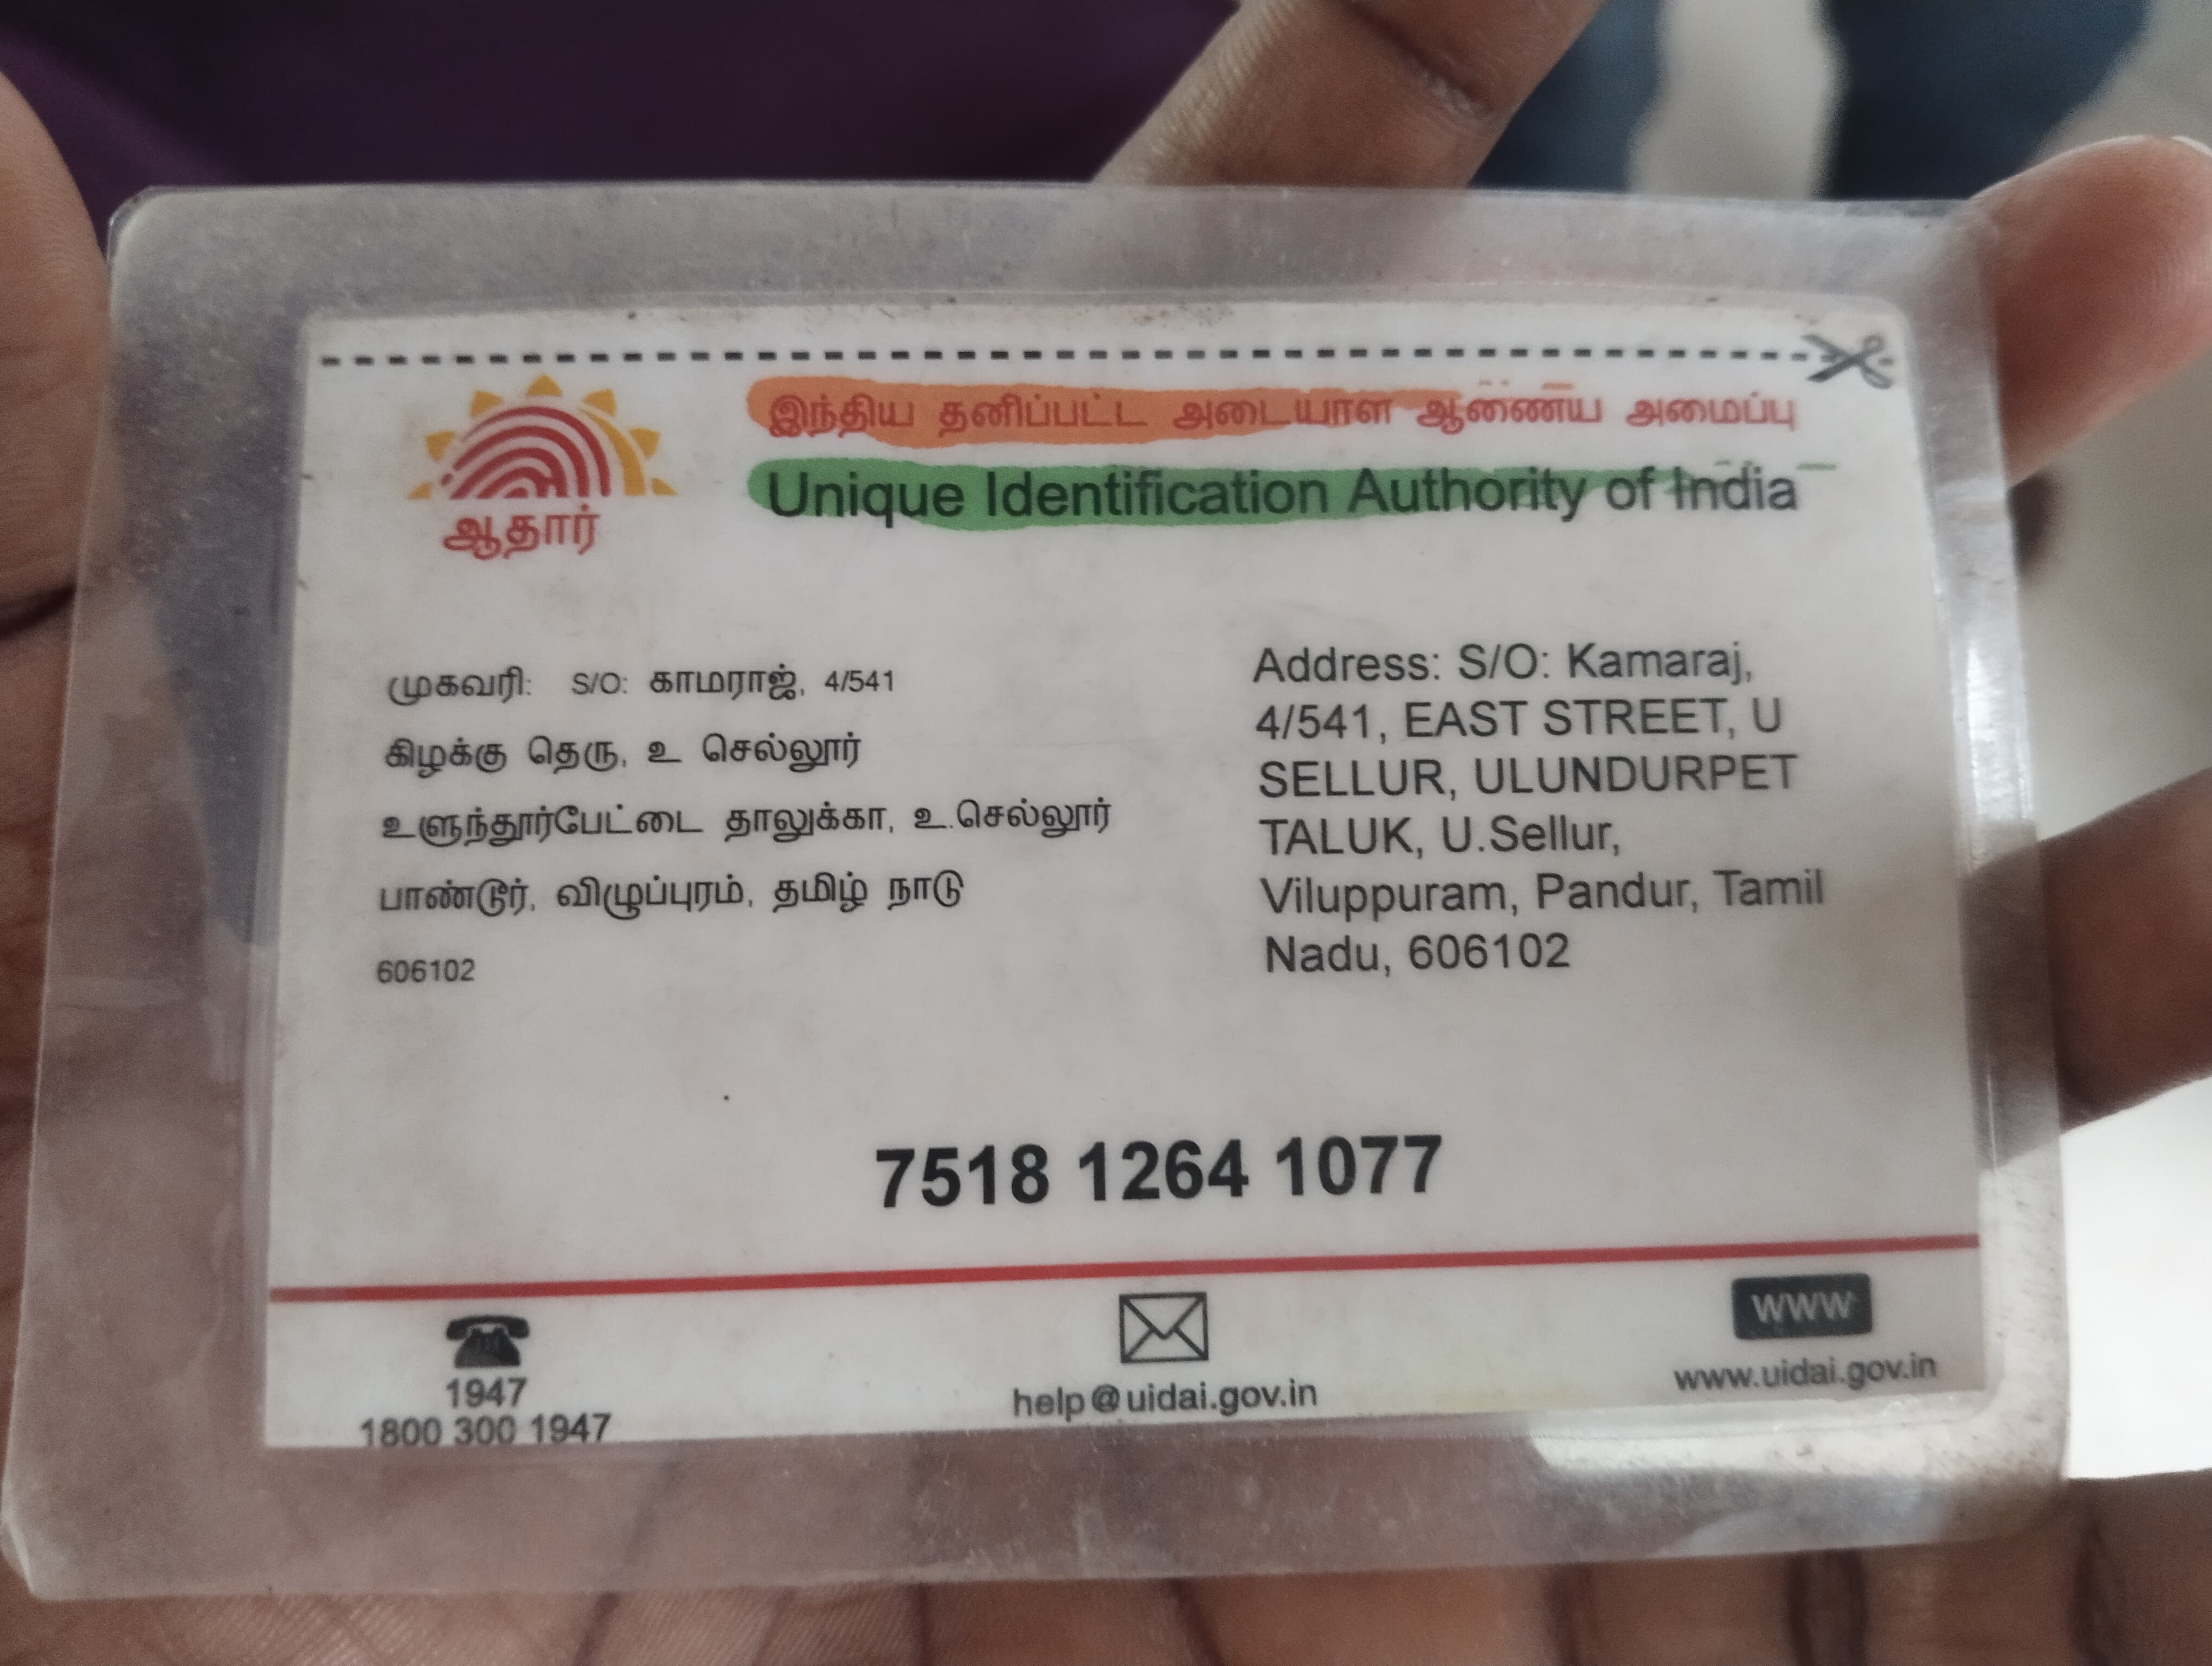 இந்திய தனிப்பட்ட அடையாள ஆணைய அமைப்பு
Unique Identification Authority of India
ஆதார்
முகவரி: S/O: காமராஜ், 4/541
கிழக்கு தெரு, உ செல்லூர்
உளுந்தூர்பேட்டை தாலுக்கா, உ.செல்லூர்
பாண்டூர், விழுப்புரம், தமிழ் நாடு
606102
Address: S/O: Kamaraj,
4/541, EAST STREET, U
SELLUR, ULUNDURPET
TALUK, U.Sellur,
Viluppuram, Pandur, Tamil
Nadu, 606102
7518 1264 1077
1947
1800 300 1947
help@uidai.gov.in
WWW
www.uidai.gov.in